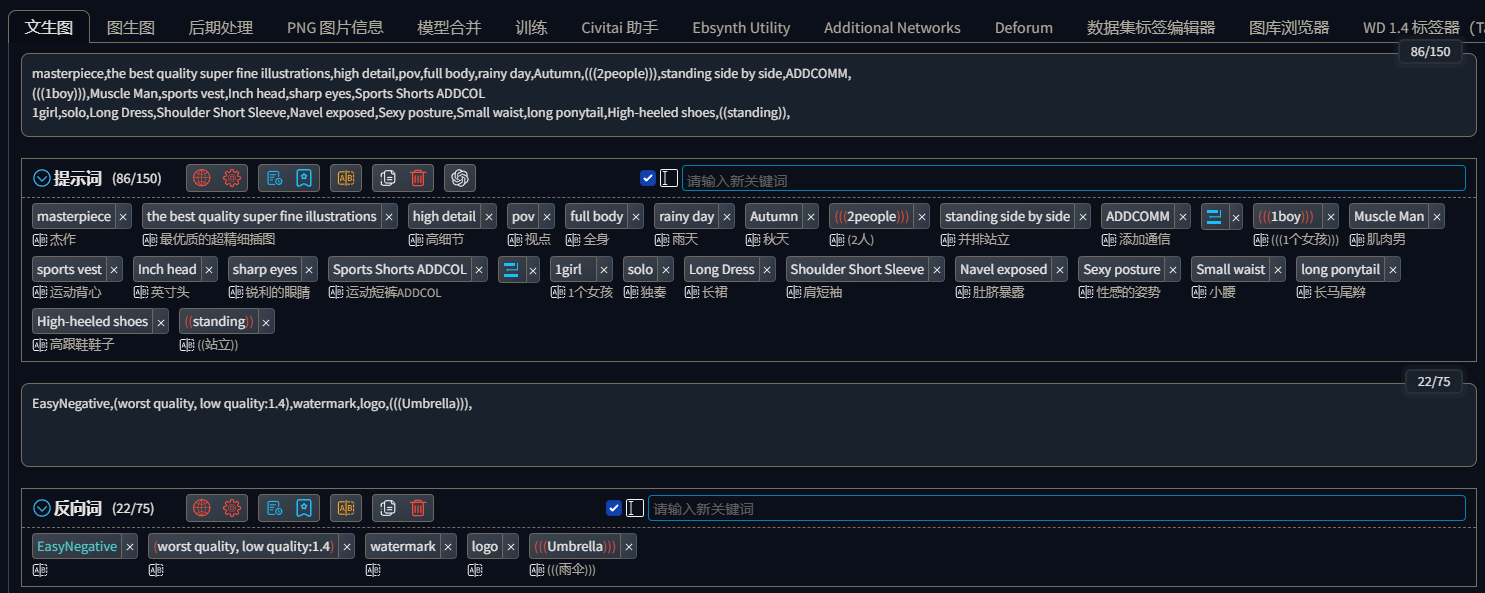 文生图 图生图 后期处理 PNG 图片信息 模型合并 训练 Civitai 助手 Ebsynth Utility Additional Networks Deforum 数据集标签编辑器 图库浏览器 WD 1.4 标签器
86/150
masterpiece,the best quality super fine illustrations,high detail,pov,full body,rainy day,Autumn,(((2people))),standing side by side,ADDCOMM,
(((1boy))),Muscle Man,sports vest,Inch head,sharp eyes,Sports Shorts ADDCOL
1girl,solo,Long Dress,Shoulder Short Sleeve,Navel exposed,Sexy posture,Small waist,long ponytail,High-heeled shoes,((standing)),
提示词 (86/150) 请输入新关键词
masterpiece × the best quality super fine illustrations × high detail × pov × full body × rainy day × Autumn × (((2people))) × standing side by side × ADDCOMM × × (((1boy))) × Muscle Man ×
杰作 最优质的超精细插图 高细节 视点 全身 雨天 秋天 (2人) 并排站立 添加通信 (((1个女孩))) 肌肉男
sports vest × Inch head × sharp eyes × Sports Shorts ADDCOL × × 1girl × solo × Long Dress × Shoulder Short Sleeve × Navel exposed × Sexy posture × Small waist × long ponytail ×
运动背心 英寸头 锐利的眼睛 运动短裤ADDCOL 1个女孩 独奏 长裙 肩短袖 肚脐暴露 性感的姿势 小腰 长马尾辫
High-heeled shoes × ((standing)) ×
高跟鞋鞋子 ((站立))
22/75
EasyNegative,(worst quality, low quality:1.4),watermark,logo,(((Umbrella))),
反向词 (22/75) 请输入新关键词
EasyNegative × (worst quality, low quality:1.4) × watermark × logo × (((Umbrella))) ×
(((雨伞)))